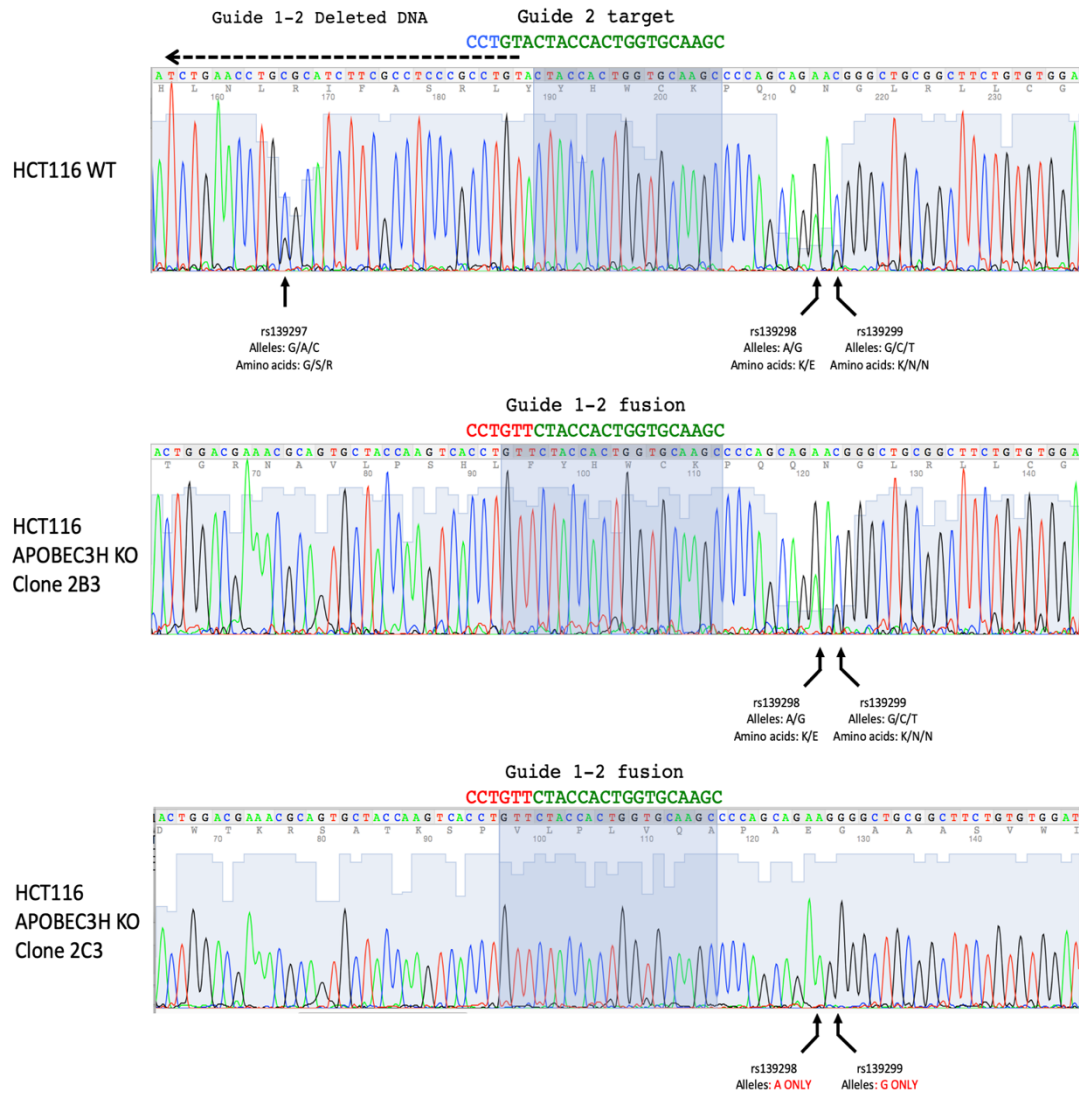 Guide 1-2 Deleted DNA
Guide 2 target
CCTGTACTACCACTGGTGCAAGC
ATCTGAACCTGCGCATCTTCGCCTCCCGCCTGTACTACCACTGGTGCAAGCCCCAGCAGAACGGGCTGCGGCTTCTGTGTGGA
H L N L R I F A S R L Y Y H W C K P Q Q N G L R L L C G
160 170 180 190 200 210 220 230
HCT116 WT
rs139297
Alleles: G/A/C
Amino acids: G/S/R
rs139298
Alleles: A/G
Amino acids: K/E
rs139299
Alleles: G/C/T
Amino acids: K/N/N
Guide 1-2 fusion
CCTGTTCTACCACTGGTGCAAGC
ACTGGACGAAACGCAGTGCTACCAAGTCACCTGTTCTACCACTGGTGCAAGCCCCAGCAGAACGGGCTGCGGCTTCTGTGTGGA
T G R N A V L P S H L F Y H W C K P Q Q N G L R L L C G
70 80 90 100 110 120 130 140
HCT116
APOBEC3H KO
Clone 2B3
rs139298
Alleles: A/G
Amino acids: K/E
rs139299
Alleles: G/C/T
Amino acids: K/N/N
Guide 1-2 fusion
CCTGTTCTACCACTGGTGCAAGC
ACTGGACGAAACGCAGTGCTACCAAGTCACCTGTTCTACCACTGGTGCAAGCCCCAGCAGAAGGGGATGCGGCTTCTGTGTGGAT
D W T K R S A T K S P V L P L V Q A P A E G A A A S V W I
70 80 90 100 110 120 130 140
HCT116
APOBEC3H KO
Clone 2C3
rs139298
Alleles: A ONLY
rs139299
Alleles: G ONLY